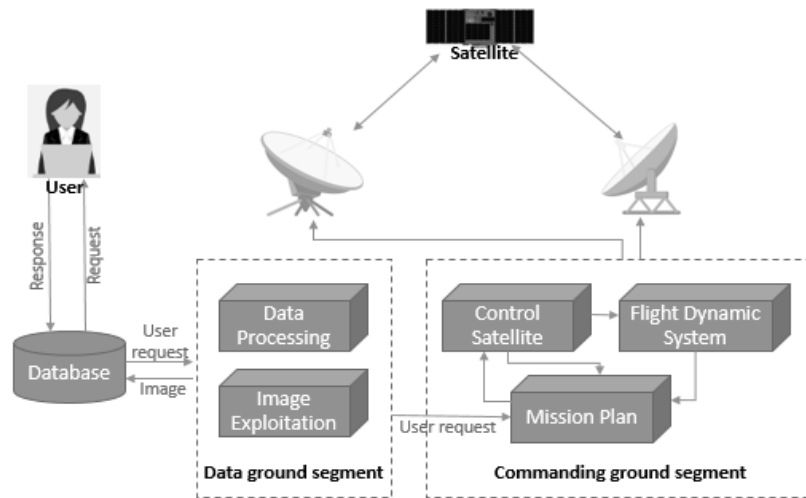 Satellite
User
Response
Request
Database
User
request
Image
Data
Processing
Image
Exploitation
Data ground segment
User request
Control
Satellite
Flight Dynamic
System
Mission Plan
Commanding ground segment